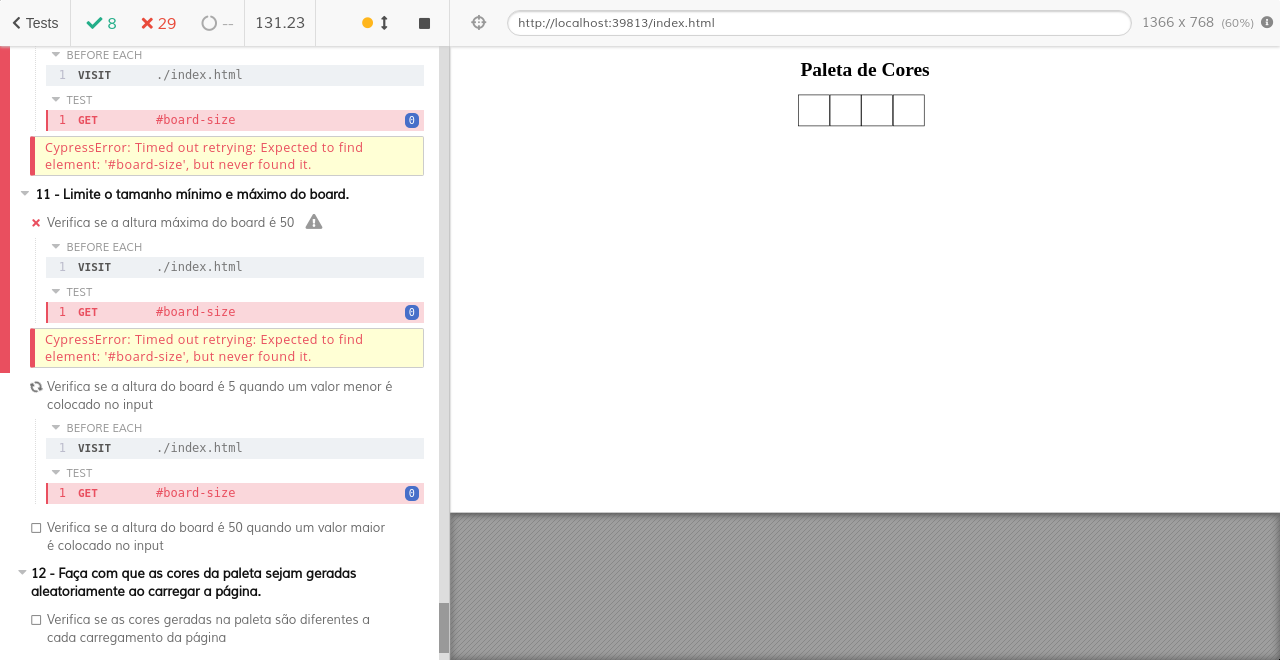 Tests 8 29 -- 131.23
BEFORE EACH
1 VISIT ./index.html
TEST
1 GET #board-size 0
CypressError: Timed out retrying: Expected to find
element: '#board-size', but never found it.
11 - Limite o tamanho mínimo e máximo do board.
Verifica se a altura máxima do board é 50
BEFORE EACH
1 VISIT ./index.html
TEST
1 GET #board-size 0
CypressError: Timed out retrying: Expected to find
element: '#board-size', but never found it.
Verifica se a altura do board é 5 quando um valor menor é
colocado no input
BEFORE EACH
1 VISIT ./index.html
TEST
1 GET #board-size 0
Verifica se a altura do board é 50 quando um valor maior
é colocado no input
12 - Faça com que as cores da paleta sejam geradas
aleatoriamente ao carregar a página.
Verifica se as cores geradas na paleta são diferentes a
cada carregamento da página
http://localhost:39813/index.html 1366 x 768 (60%)
Paleta de Cores